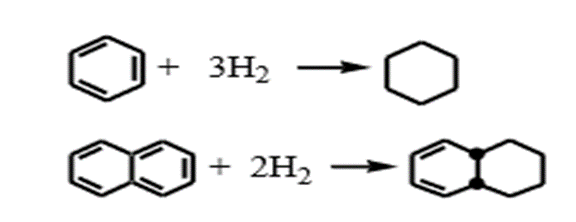 + 3H₂
+ 2H₂